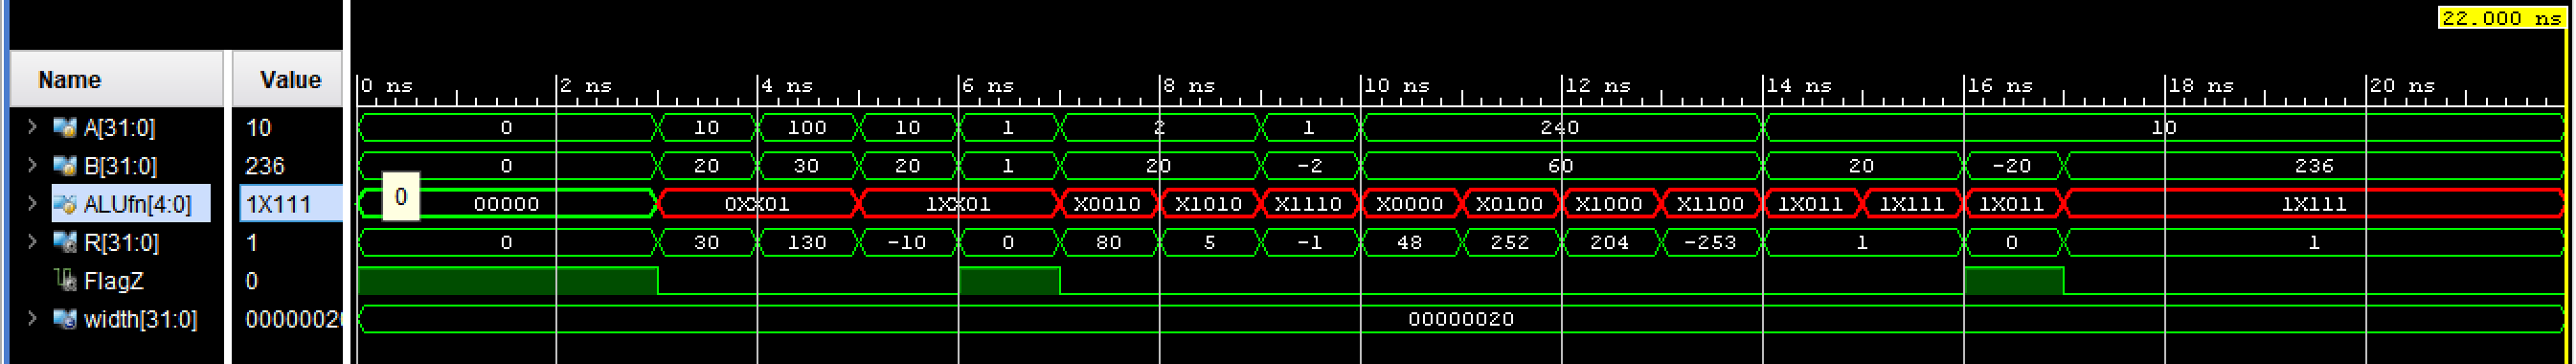 22.000 ns
Name Value
0 ns 2 ns 4 ns 6 ns 8 ns 10 ns 12 ns 14 ns 16 ns 18 ns 20 ns
A[31:0] 10 0 10 100 10 1 2 1 240 10
B[31:0] 236 0 20 30 20 1 20 -2 60 20 -20 236
ALUfn[4:0] 1X111 0 00000 0XX01 1XX01 X0010 X1010 X1110 X0000 X0100 X1000 X1100 1X011 1X111 1X011 1X111
R[31:0] 1 0 30 130 -10 0 80 5 -1 48 252 204 -253 1 0 1
FlagZ 0
width[31:0] 0000002 00000020